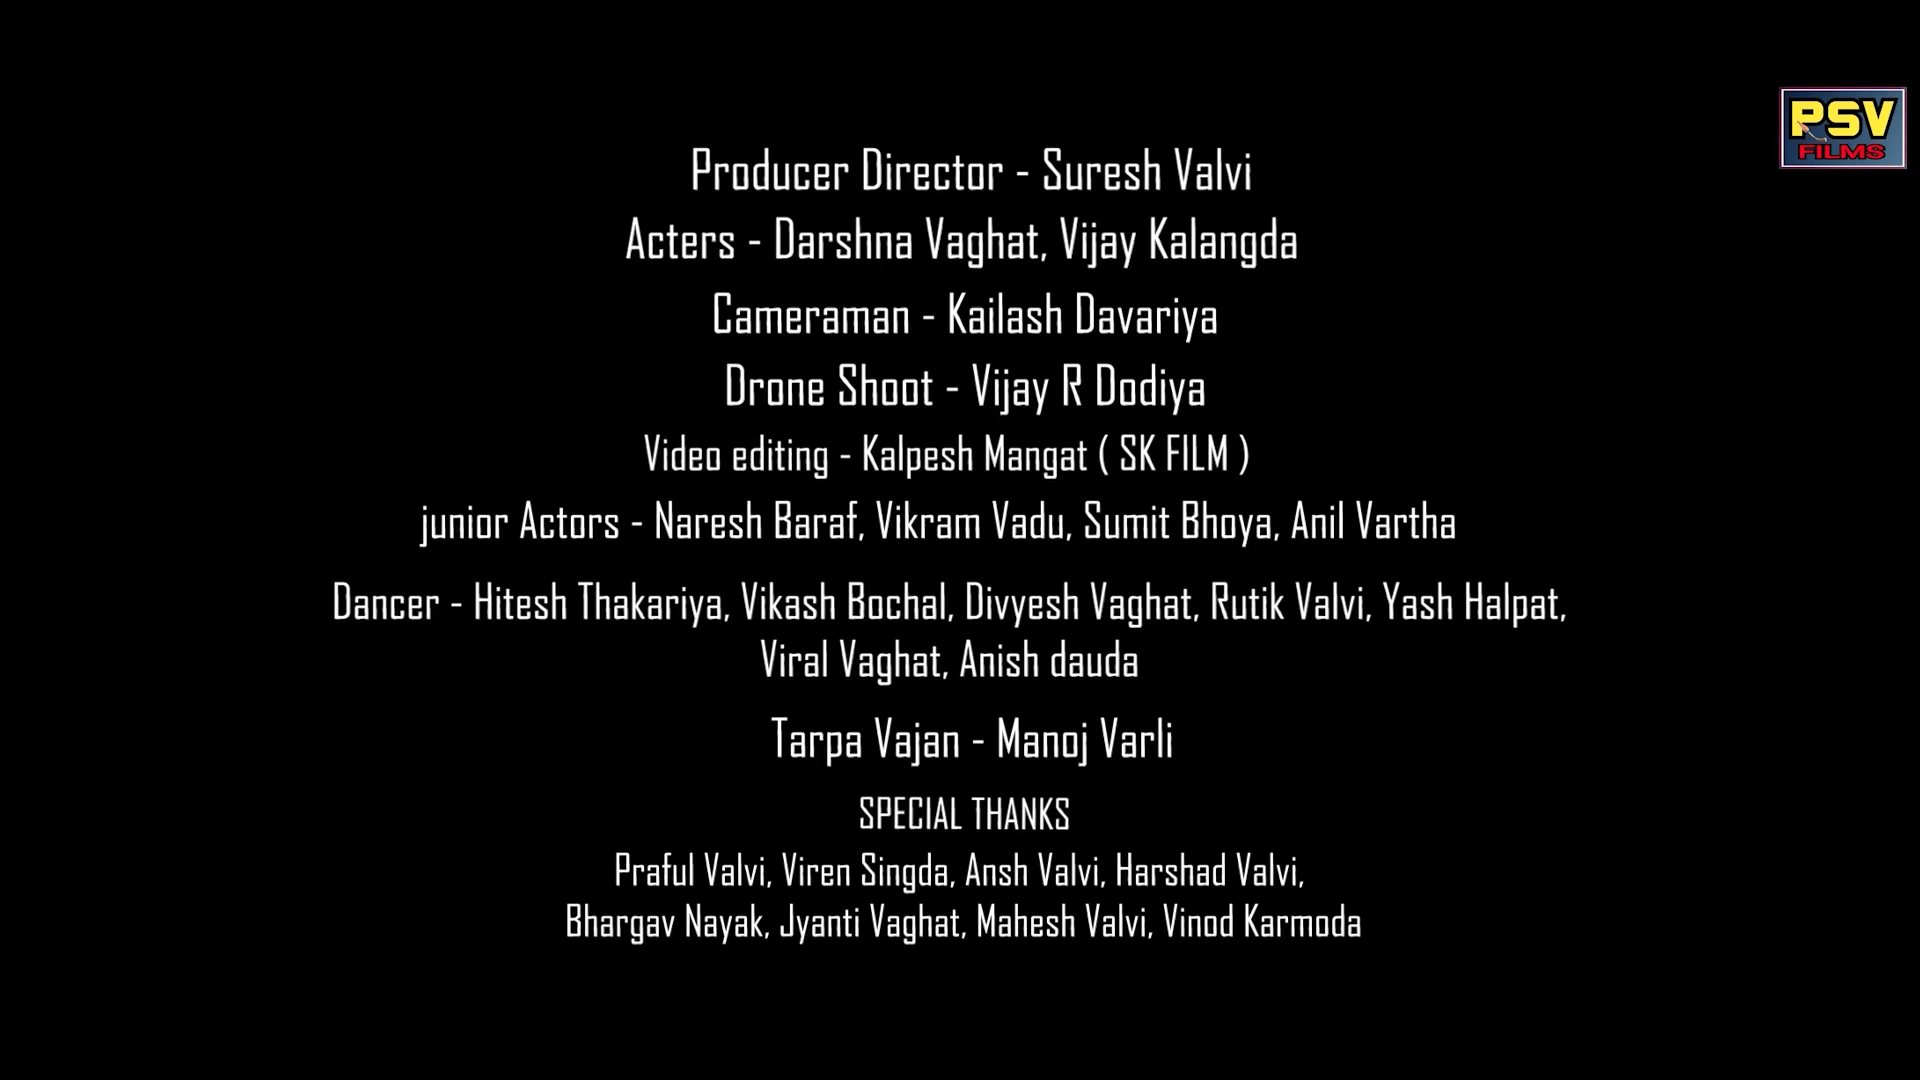 PSV
FILMS
Producer Director - Suresh Valvi
Acters - Darshna Vaghat, Vijay Kalangda
Cameraman - Kailash Davariya
Drone Shoot - Vijay R Dodiya
Video editing - Kalpesh Mangat ( SK FILM )
junior Actors - Naresh Baraf, Vikram Vadu, Sumit Bhoya, Anil Vartha
Dancer - Hitesh Thakariya, Vikash Bochal, Divyesh Vaghat, Rutik Valvi, Yash Halpat,
Viral Vaghat, Anish dauda
Tarpa Vajan - Manoj Varli
SPECIAL THANKS
Praful Valvi, Viren Singda, Ansh Valvi, Harshad Valvi,
Bhargav Nayak, Jyanti Vaghat, Mahesh Valvi, Vinod Karmoda